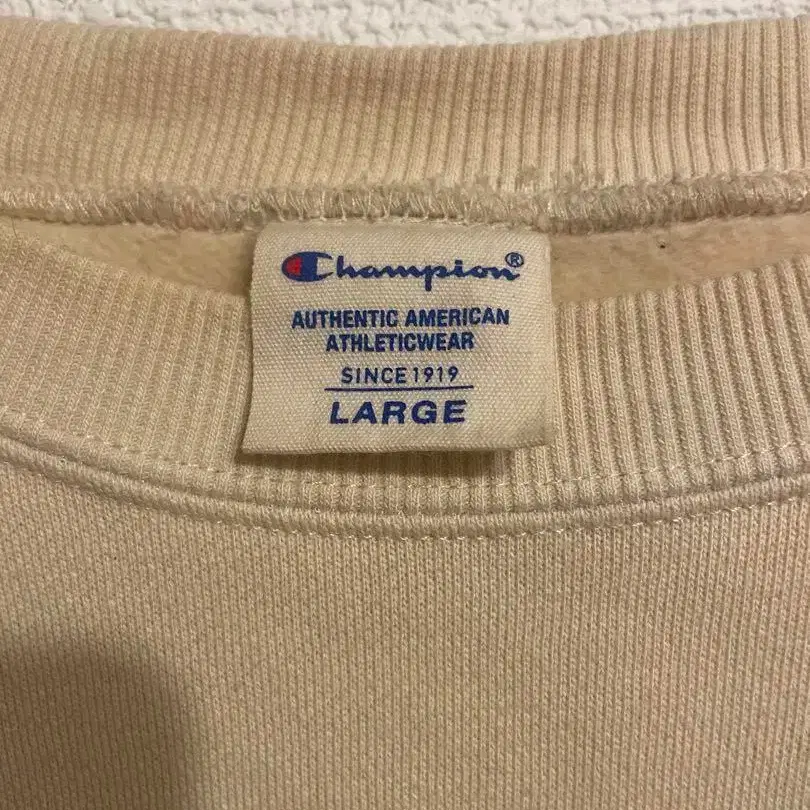 Champion®
AUTHENTIC AMERICAN
ATHLETICWEAR
SINCE 1919
LARGE